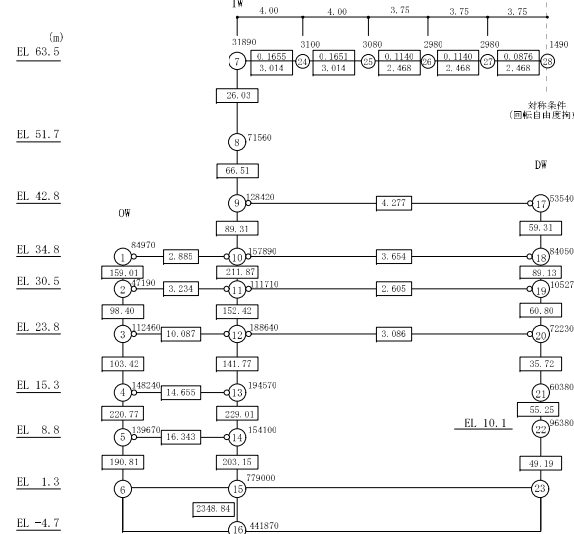 IW
4.00 4.00 3.75 3.75 3.75
(m)
31890 3100 3080 2980 2980 1490
EL 63.5 7 0.1655 24 0.1651 25 0.1140 26 0.1140 27 0.0876 28
3.014 3.014 2.468 2.468 2.468
26.03
対称条件
(回転自由度拘)
EL 51.7 8 71560
66.51
DW
EL 42.8 9 128420 4.277 17 53540
OW
89.31 59.31
84970 157890 84050
EL 34.8 1 2.885 10 3.654 18
159.01 211.87 89.13
47190 111710 10527
EL 30.5 2 3.234 11 2.605 19
98.40 152.42 60.80
112460 188640 72230
EL 23.8 3 10.087 12 3.086 20
103.42 141.77 35.72
148240 194570 60380
EL 15.3 4 14.655 13 21
220.77 229.01 55.25
139670 154100 96380
EL 8.8 5 16.343 14 EL 10.1 22
190.81 203.15 49.19
779000
EL 1.3 6 15 23
2348.84
EL -4.7 16 441870